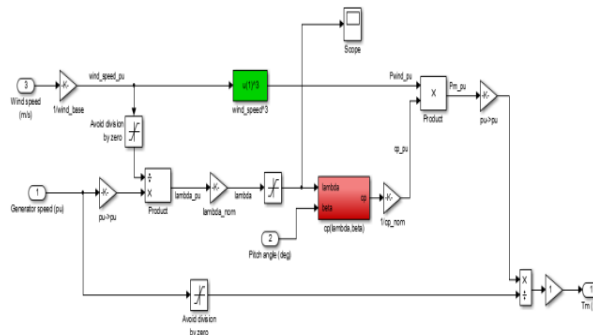 Scope
3
wind_speed_pu
Pwind_pu
-K-
u(1)^3
Wind speed
(m/s)
1/wind_base
wind_speed^3
×
Pm_pu
-K-
Product
pu->pu
Avoid division
by zero
cp_pu
÷
×
1
-K-
lambda_pu
-K-
lambda
lambda
cp
beta
-K-
Generator speed (pu)
pu->pu
Product
lambda_nom
1/cp_nom
2
cp(lambda,beta)
Pitch angle (deg)
×
÷
1
1
Tm (
Avoid division
by zero